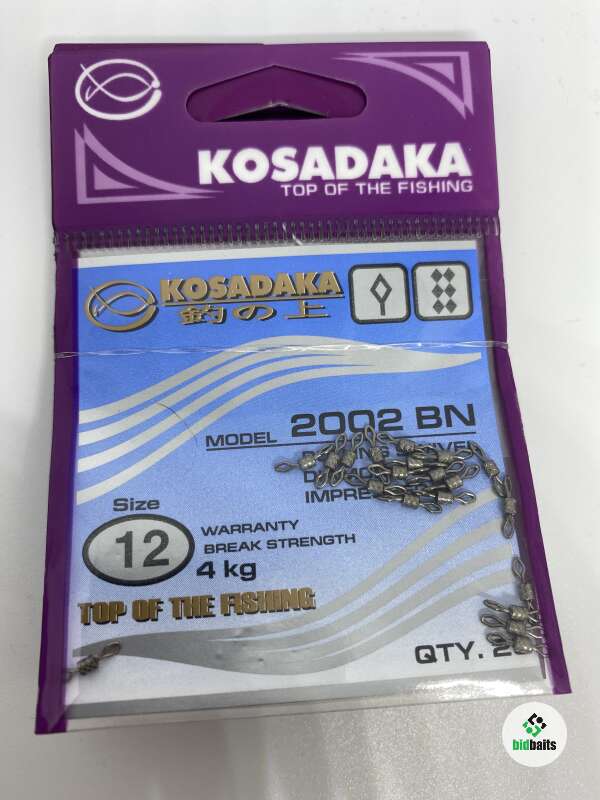 KOSADAKA
TOP OF THE FISHING
KOSADAKA
釣の上
MODEL 2002 BN
Size
12
WARRANTY
BREAK STRENGTH
4 kg
TOP OF THE FISHING
QTY.
bidbaits